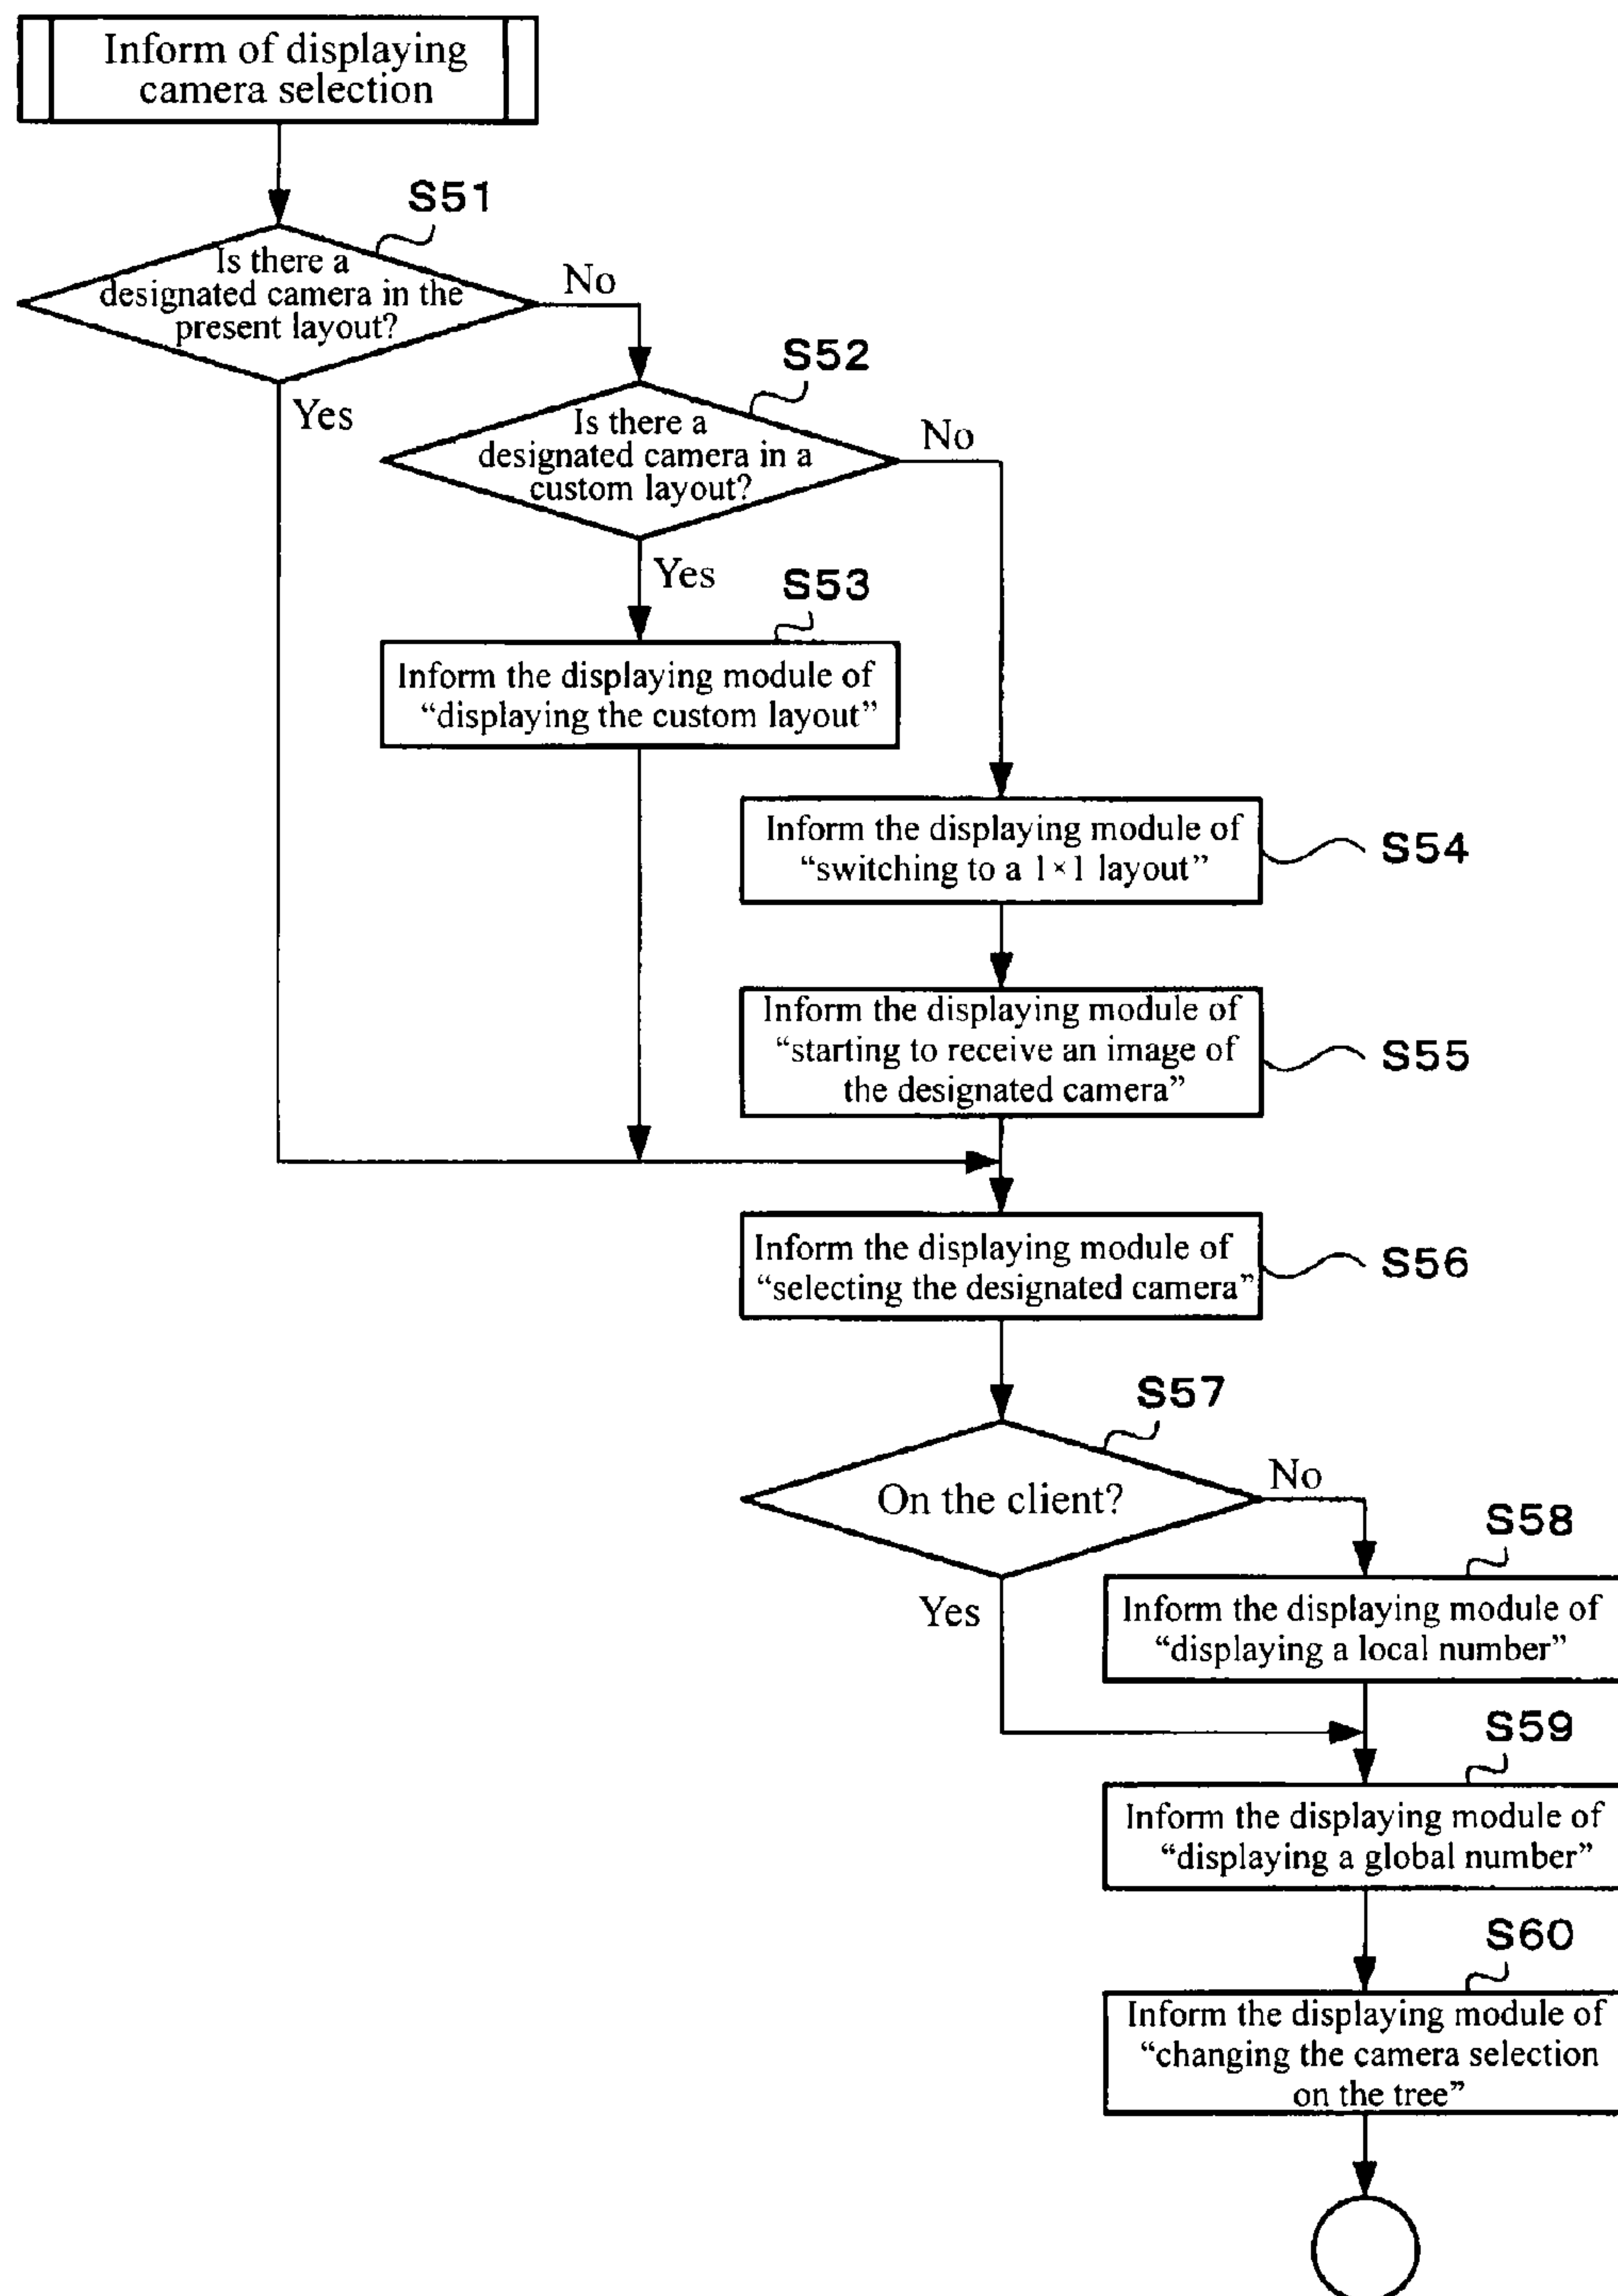 Inform of displaying
camera selection
S51
Is there a
designated camera in the
present layout?
No
Yes
S52
Is there a
designated camera in a
custom layout?
No
Yes
S53
Inform the displaying module of
“displaying the custom layout”
Inform the displaying module of
“switching to a 1×1 layout”
S54
Inform the displaying module of
“starting to receive an image of
the designated camera”
S55
Inform the displaying module of
“selecting the designated camera”
S56
S57
On the client?
No
Yes
S58
Inform the displaying module of
“displaying a local number”
S59
Inform the displaying module of
“displaying a global number”
S60
Inform the displaying module of
“changing the camera selection
on the tree”